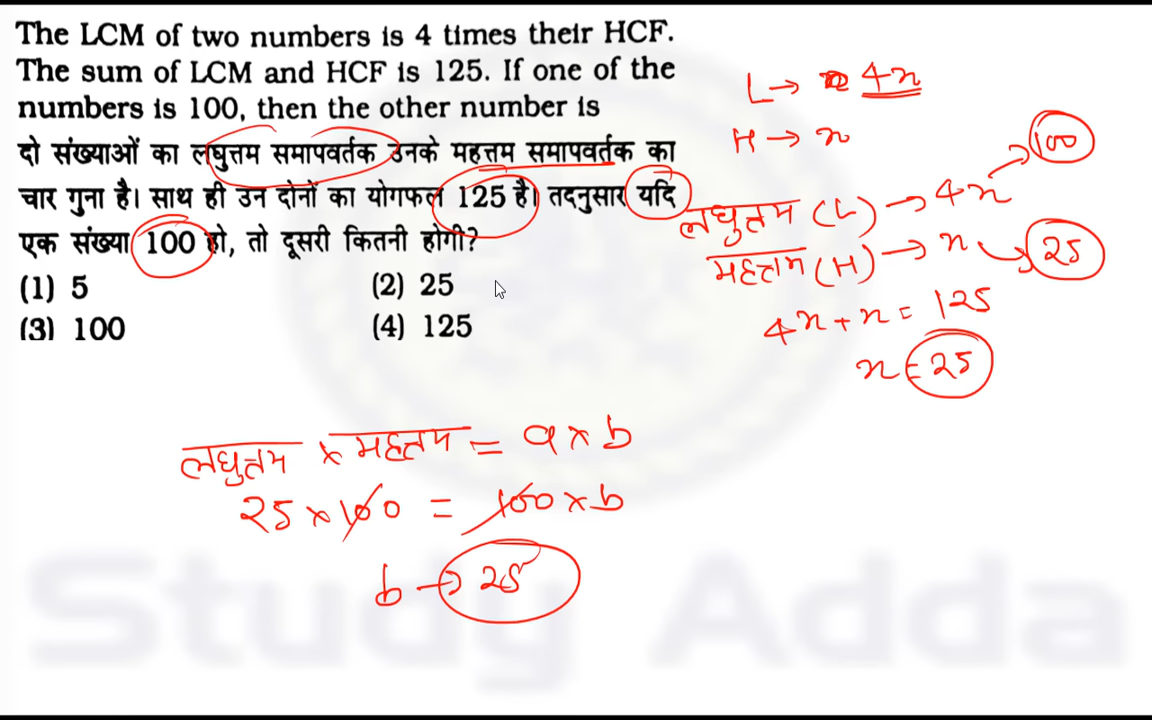 The LCM of two numbers is 4 times their HCF.
The sum of LCM and HCF is 125. If one of the
numbers is 100, then the other number is
दो संख्याओं का लघुत्तम समापवर्तक उनके महत्तम समापवर्तक का
चार गुना है। साथ ही उन दोनों का योगफल 125 है। तदनुसार यदि
एक संख्या 100 हो, तो दूसरी कितनी होगी?
(1) 5 (2) 25
(3) 100 (4) 125
L → 4x
H → x
लघुत्तम (L) → 4x → 100
महत्तम (H) → x → 25
4x + x = 125
x = 25
लघुत्तम × महत्तम = a × b
25 × 100 = 100 × b
b → 25
Study Adda